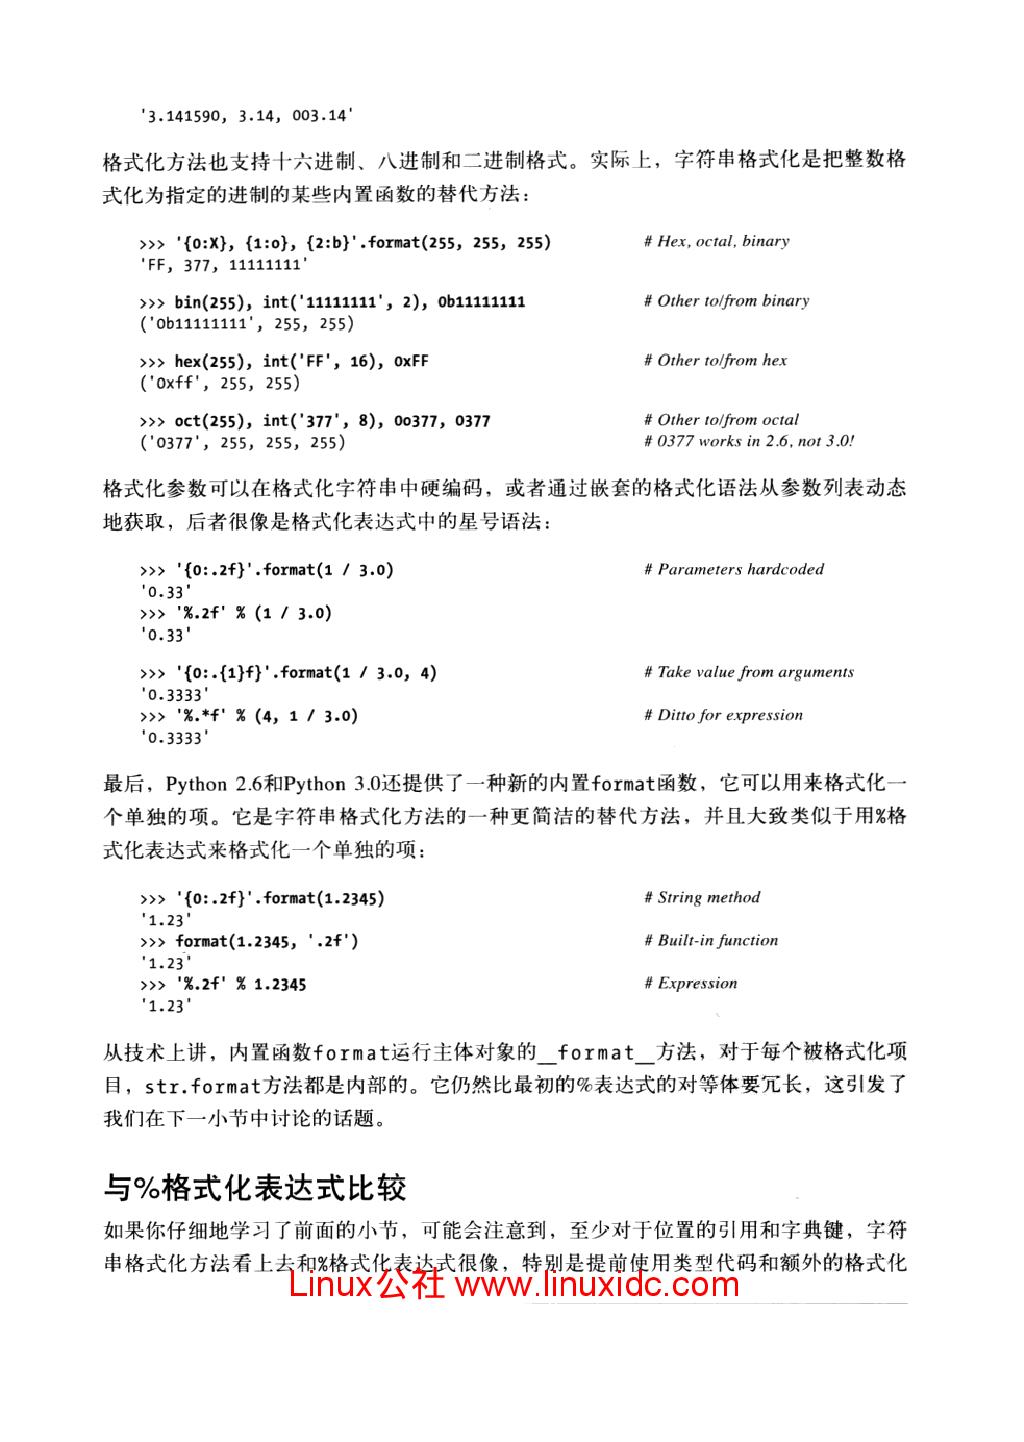 '3.141590, 3.14, 003.14'
格式化方法也支持十六进制、八进制和二进制格式。实际上，字符串格式化是把整数格
式化为指定的进制的某些内置函数的替代方法：
>>> '{0:X}, {1:o}, {2:b}'.format(255, 255, 255) # Hex, octal, binary
'FF, 377, 11111111'
>>> bin(255), int('11111111', 2), 0b11111111 # Other to/from binary
('0b11111111', 255, 255)
>>> hex(255), int('FF', 16), 0xFF # Other to/from hex
('0xff', 255, 255)
>>> oct(255), int('377', 8), 0o377, 0377 # Other to/from octal
('0377', 255, 255, 255) # 0377 works in 2.6, not 3.0!
格式化参数可以在格式化字符串中硬编码，或者通过嵌套的格式化语法从参数列表动态
地获取，后者很像是格式化表达式中的星号语法：
>>> '{0:.2f}'.format(1 / 3.0) # Parameters hardcoded
'0.33'
>>> '%.2f' % (1 / 3.0)
'0.33'
>>> '{0:.{1}f}'.format(1 / 3.0, 4) # Take value from arguments
'0.3333'
>>> '%.*f' % (4, 1 / 3.0) # Ditto for expression
'0.3333'
最后，Python 2.6和Python 3.0还提供了一种新的内置format函数，它可以用来格式化一
个单独的项。它是字符串格式化方法的一种更简洁的替代方法，并且大致类似于用%格
式化表达式来格式化一个单独的项：
>>> '{0:.2f}'.format(1.2345) # String method
'1.23'
>>> format(1.2345, '.2f') # Built-in function
'1.23'
>>> '%.2f' % 1.2345 # Expression
'1.23'
从技术上讲，内置函数format运行主体对象的__format__方法，对于每个被格式化项
目，str.format方法都是内部的。它仍然比最初的%表达式的对等体要冗长，这引发了
我们在下一小节中讨论的话题。
与%格式化表达式比较
如果你仔细地学习了前面的小节，可能会注意到，至少对于位置的引用和字典键，字符
串格式化方法看上去和%格式化表达式很像，特别是提前使用类型代码和额外的格式化
Linux公社 www.linuxidc.com